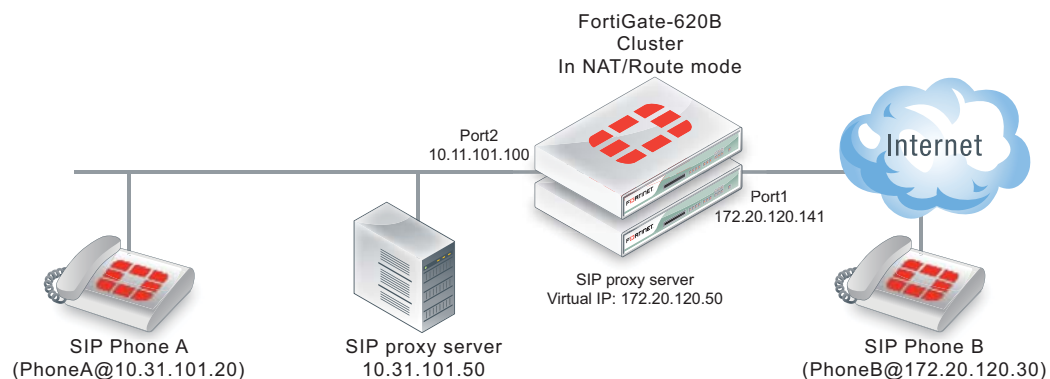 FortiGate-620B
Cluster
In NAT/Route mode
Port2
10.11.101.100
Internet
FORTINET
Port1
172.20.120.141
FORTINET
SIP proxy server
Virtual IP: 172.20.120.50
SIP Phone A
(PhoneA@10.31.101.20)
SIP proxy server
10.31.101.50
SIP Phone B
(PhoneB@172.20.120.30)